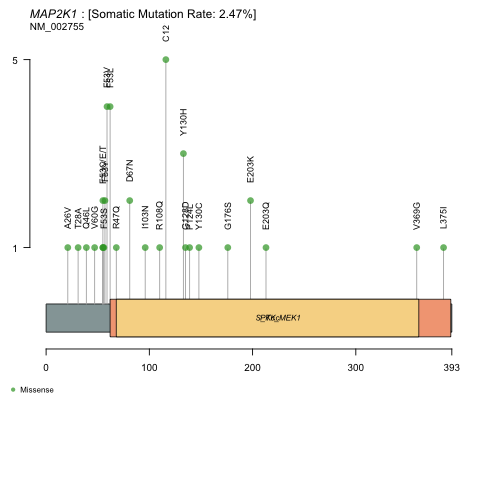 MAP2K1 : [Somatic Mutation Rate: 2.47%]
NM_002755
5
1
A26V
T28A
Q46L
V60G
F53S
F53L
R47Q
D67N
I103N
R108Q
C12
Y130H
Y130C
G176S
E203K
E203Q
V369G
L375I
0
100
200
300
393
Missense